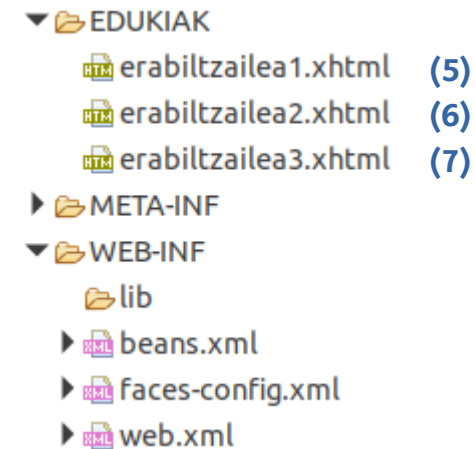 EDUKIAK
erabiltzailea1.xhtml (5)
erabiltzailea2.xhtml (6)
erabiltzailea3.xhtml (7)
META-INF
WEB-INF
lib
beans.xml
faces-config.xml
web.xml